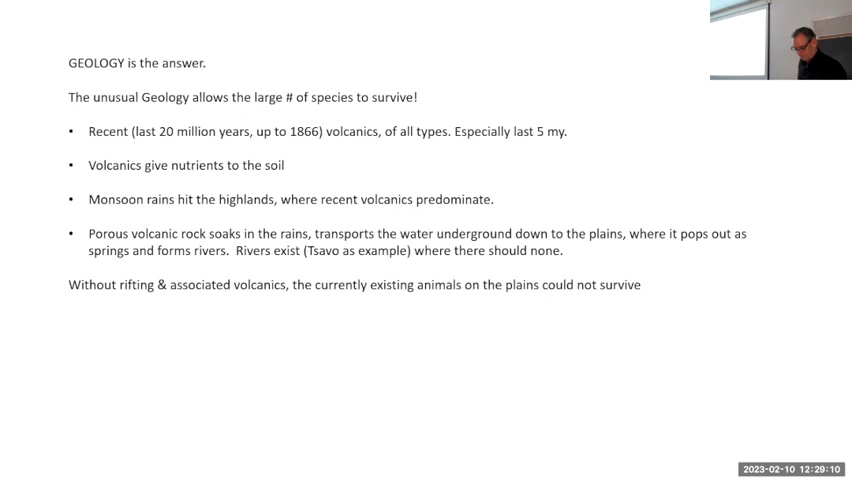 GEOLOGY is the answer.
The unusual Geology allows the large # of species to survive!
• Recent (last 20 million years, up to 1866) volcanics, of all types. Especially last 5 my.
• Volcanics give nutrients to the soil
• Monsoon rains hit the highlands, where recent volcanics predominate.
• Porous volcanic rock soaks in the rains, transports the water underground down to the plains, where it pops out as
springs and forms rivers. Rivers exist (Tsavo as example) where there should none.
Without rifting & associated volcanics, the currently existing animals on the plains could not survive
2023-02-10 12:29:10